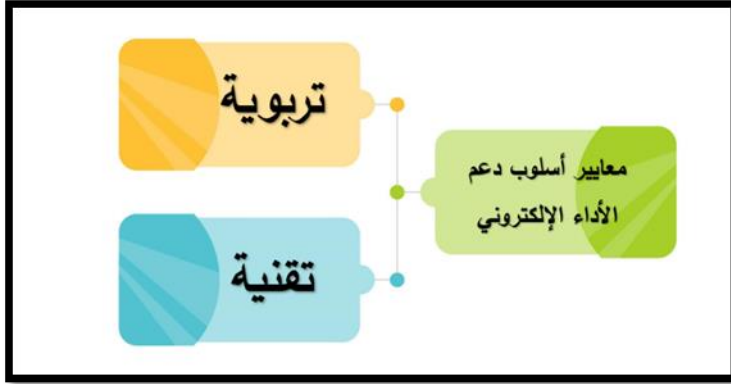 معايير أسلوب دعم
الأداء الإلكتروني
تربوية
تقنية